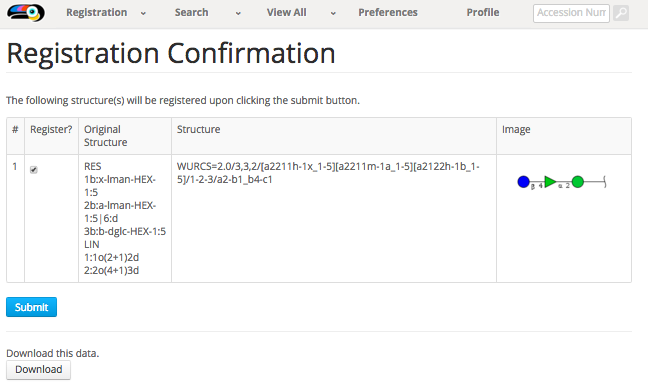 Registration Search View All Preferences Profile Accession Num
Registration Confirmation
The following structure(s) will be registered upon clicking the submit button.
# Register? Original Structure Structure Image
1
RES
1b:x-lman-HEX-
1:5
2b:a-lman-HEX-
1:5|6:d
3b:b-dglc-HEX-1:5
LIN
1:1o(2+1)2d
2:2o(4+1)3d
WURCS=2.0/3,3,2/[a2211h-1x_1-5][a2211m-1a_1-5][a2122h-1b_1-
5]/1-2-3/a2-b1_b4-c1
β 4 α 2
Submit
Download this data.
Download